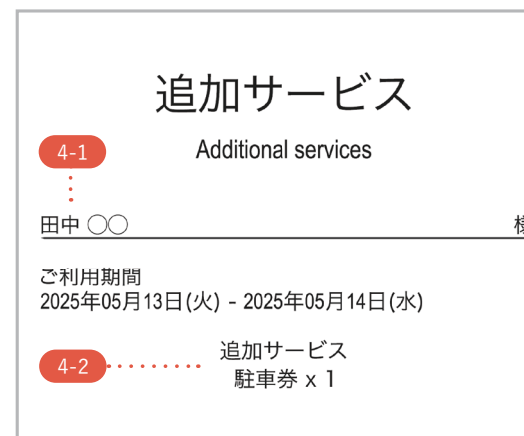 追加サービス
4-1
Additional services
田中 〇〇
ご利用期間
2025年05月13日(火) - 2025年05月14日(水)
4-2
追加サービス
駐車券 x 1